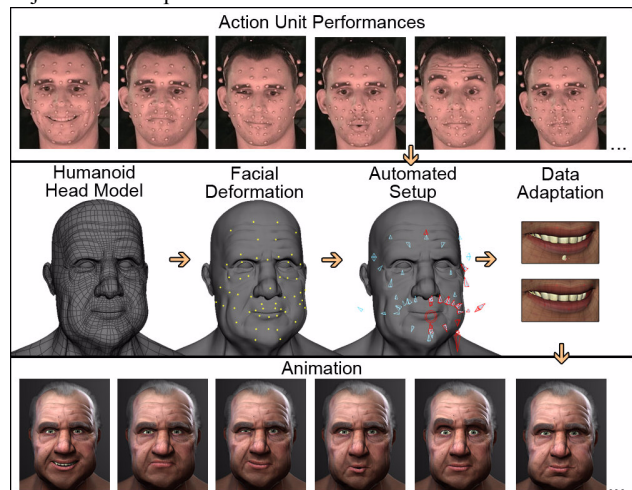 Action Unit Performances
...
Humanoid
Head Model
Facial
Deformation
Automated
Setup
Data
Adaptation
Animation
...